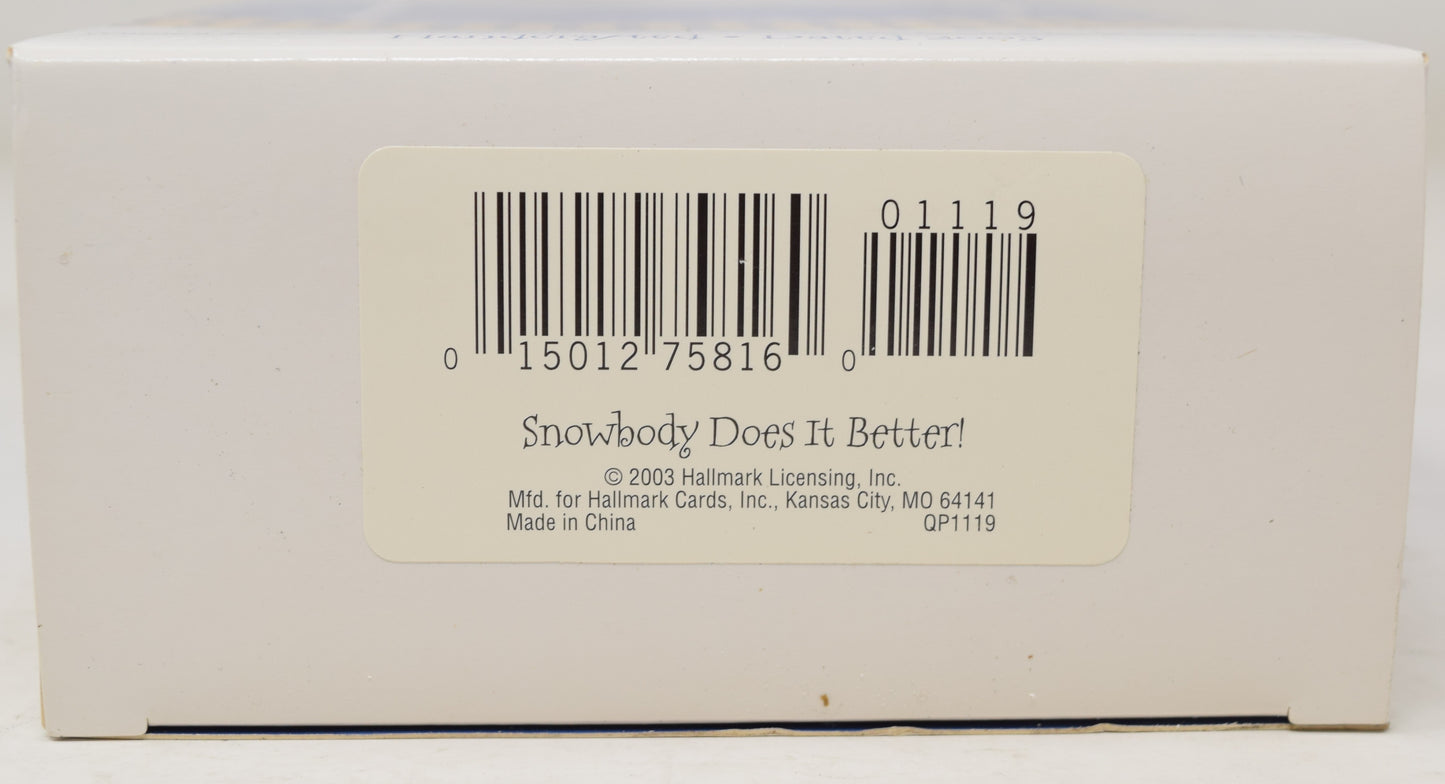 01119
0 15012 75816 0
Snowbody Does It Better!
© 2003 Hallmark Licensing, Inc.
Mfd. for Hallmark Cards, Inc., Kansas City, MO 64141
Made in China QP1119